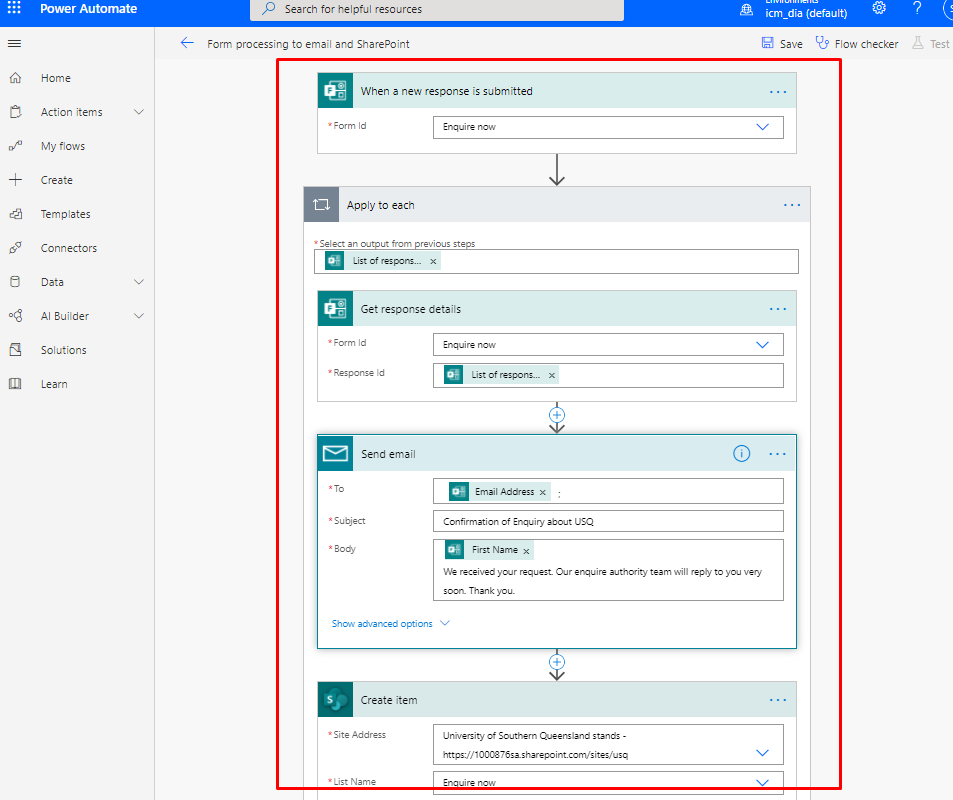 Power Automate
Search for helpful resources
Environments
icm_dia (default)
?
Form processing to email and SharePoint
Save
Flow checker
Test
Home
Action items
My flows
Create
Templates
Connectors
Data
AI Builder
Solutions
Learn
When a new response is submitted
...
*Form Id
Enquire now
Apply to each
...
*Select an output from previous steps
List of respons... ×
Get response details
...
*Form Id
Enquire now
*Response Id
List of respons... ×
Send email
...
*To
Email Address × ;
*Subject
Confirmation of Enquiry about USQ
*Body
First Name ×
We received your request. Our enquire authority team will reply to you very
soon. Thank you.
Show advanced options
Create item
...
*Site Address
University of Southern Queensland stands -
https://1000876sa.sharepoint.com/sites/usq
*List Name
Enquire now